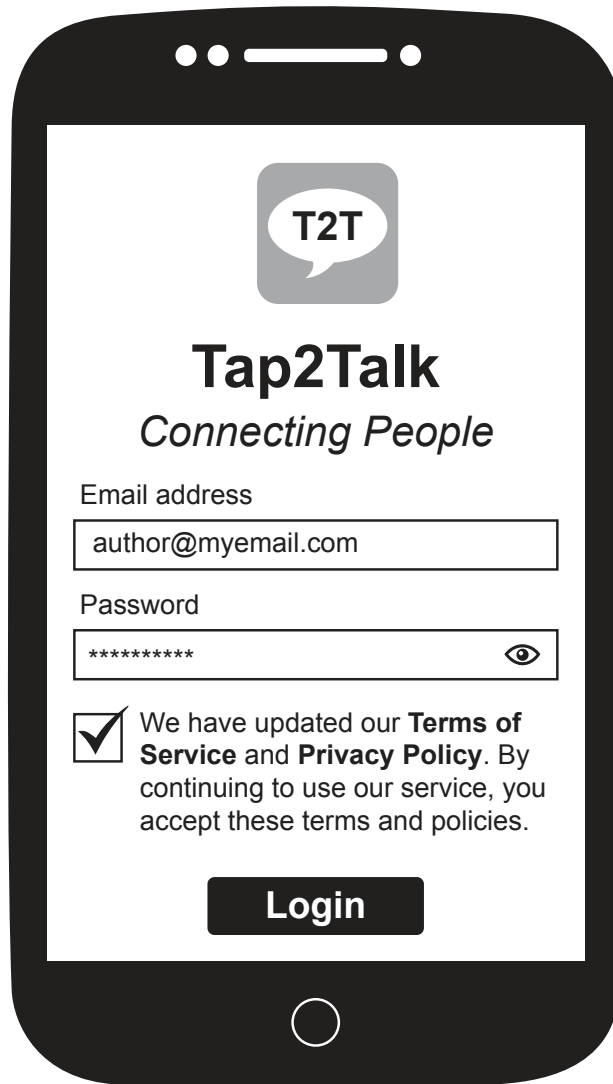 T2T
Tap2Talk
Connecting People
Email address
author@myemail.com
Password
**********
We have updated our Terms of
Service and Privacy Policy. By
continuing to use our service, you
accept these terms and policies.
Login